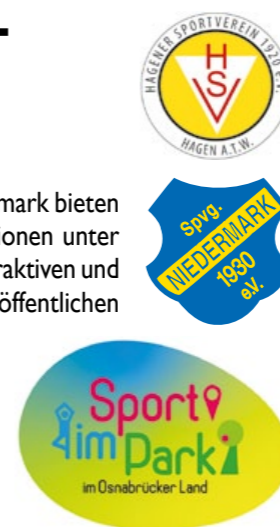 HAGENER SPORTVEREIN 1920 E.V.
HSV
HAGEN A.T.W.
mark bieten
ionen unter
raktiven und
öffentlichen
Spvg.
NIEDERMARK
1930
e.V.
Sport
im Park
im Osnabrücker Land